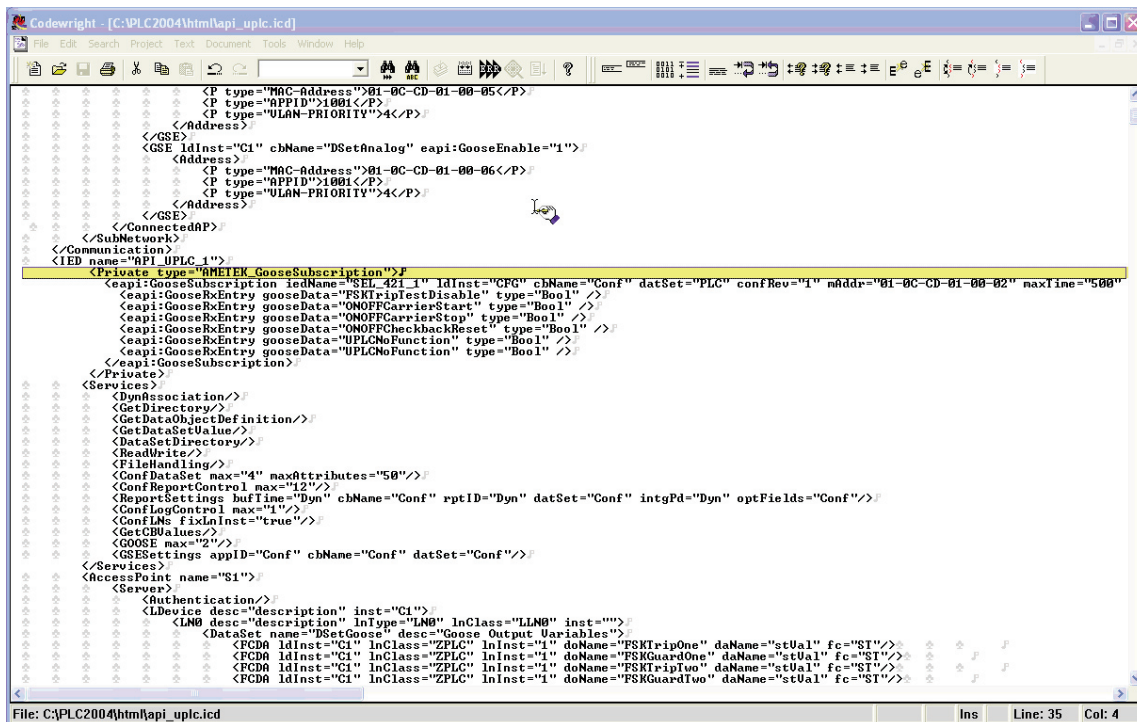 Codewright - [C:\PLC2004\html\api_uplc.icd]
File Edit Search Project Text Document Tools Window Help
<P type="MAC-Address">01-0C-CD-01-00-05</P>
<P type="APPID">1001</P>
<P type="VLAN-PRIORITY">4</P>
</Address>
</GSE>
<GSE ldInst="C1" cbName="DSetAnalog" eapi:GooseEnable="1">
<Address>
<P type="MAC-Address">01-0C-CD-01-00-06</P>
<P type="APPID">1001</P>
<P type="VLAN-PRIORITY">4</P>
</Address>
</GSE>
</ConnectedAP>
</SubNetwork>
</Communication>
<IED name="API_UPLC_1">
<Private type="AMETEK_GooseSubscription">
<eapi:GooseSubscription iedName="SEL_421_1" ldInst="CFG" cbName="Conf" datSet="PLC" confRev="1" mAddr="01-0C-CD-01-00-02" maxTime="500"
<eapi:GooseRxEntry gooseData="FSKTripTestDisable" type="Bool" />
<eapi:GooseRxEntry gooseData="ONOFFCarrierStart" type="Bool" />
<eapi:GooseRxEntry gooseData="ONOFFCarrierStop" type="Bool" />
<eapi:GooseRxEntry gooseData="ONOFFCheckbackReset" type="Bool" />
<eapi:GooseRxEntry gooseData="UPLCNoFunction" type="Bool" />
<eapi:GooseRxEntry gooseData="UPLCNoFunction" type="Bool" />
</eapi:GooseSubscription>
</Private>
<Services>
<DynAssociation/>
<GetDirectory/>
<GetDataObjectDefinition/>
<GetDataSetValue/>
<DataSetDirectory/>
<ReadWrite/>
<FileHandling/>
<ConfDataSet max="4" maxAttributes="50"/>
<ConfReportControl max="12"/>
<ReportSettings bufTime="Dyn" cbName="Conf" rptID="Dyn" datSet="Conf" intgPd="Dyn" optFields="Conf"/>
<ConfLogControl max="1"/>
<ConfLNs fixLnInst="true"/>
<GetCBValues/>
<GOOSE max="2"/>
<GSESettings appID="Conf" cbName="Conf" datSet="Conf"/>
</Services>
<AccessPoint name="S1">
<Server>
<Authentication/>
<LDevice desc="description" inst="C1">
<LN0 desc="description" lnType="LN0" lnClass="LLN0" inst="">
<DataSet name="DSetGoose" desc="Goose Output Variables">
<FCDA ldInst="C1" lnClass="ZPLC" lnInst="1" doName="FSKTripOne" daName="stVal" fc="ST"/>
<FCDA ldInst="C1" lnClass="ZPLC" lnInst="1" doName="FSKGuardOne" daName="stVal" fc="ST"/>
<FCDA ldInst="C1" lnClass="ZPLC" lnInst="1" doName="FSKTripTwo" daName="stVal" fc="ST"/>
<FCDA ldInst="C1" lnClass="ZPLC" lnInst="1" doName="FSKGuardTwo" daName="stVal" fc="ST"/>
File: C:\PLC2004\html\api_uplc.icd Ins Line: 35 Col: 4